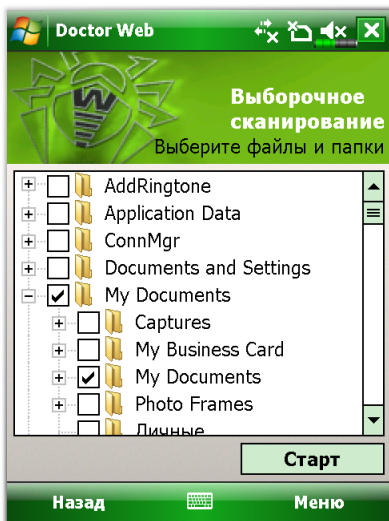 Doctor Web
Выборочное
сканирование
Выберите файлы и папки
AddRingtone
Application Data
ConnMgr
Documents and Settings
My Documents
Captures
My Business Card
My Documents
Photo Frames
Личные
Старт
Назад Меню